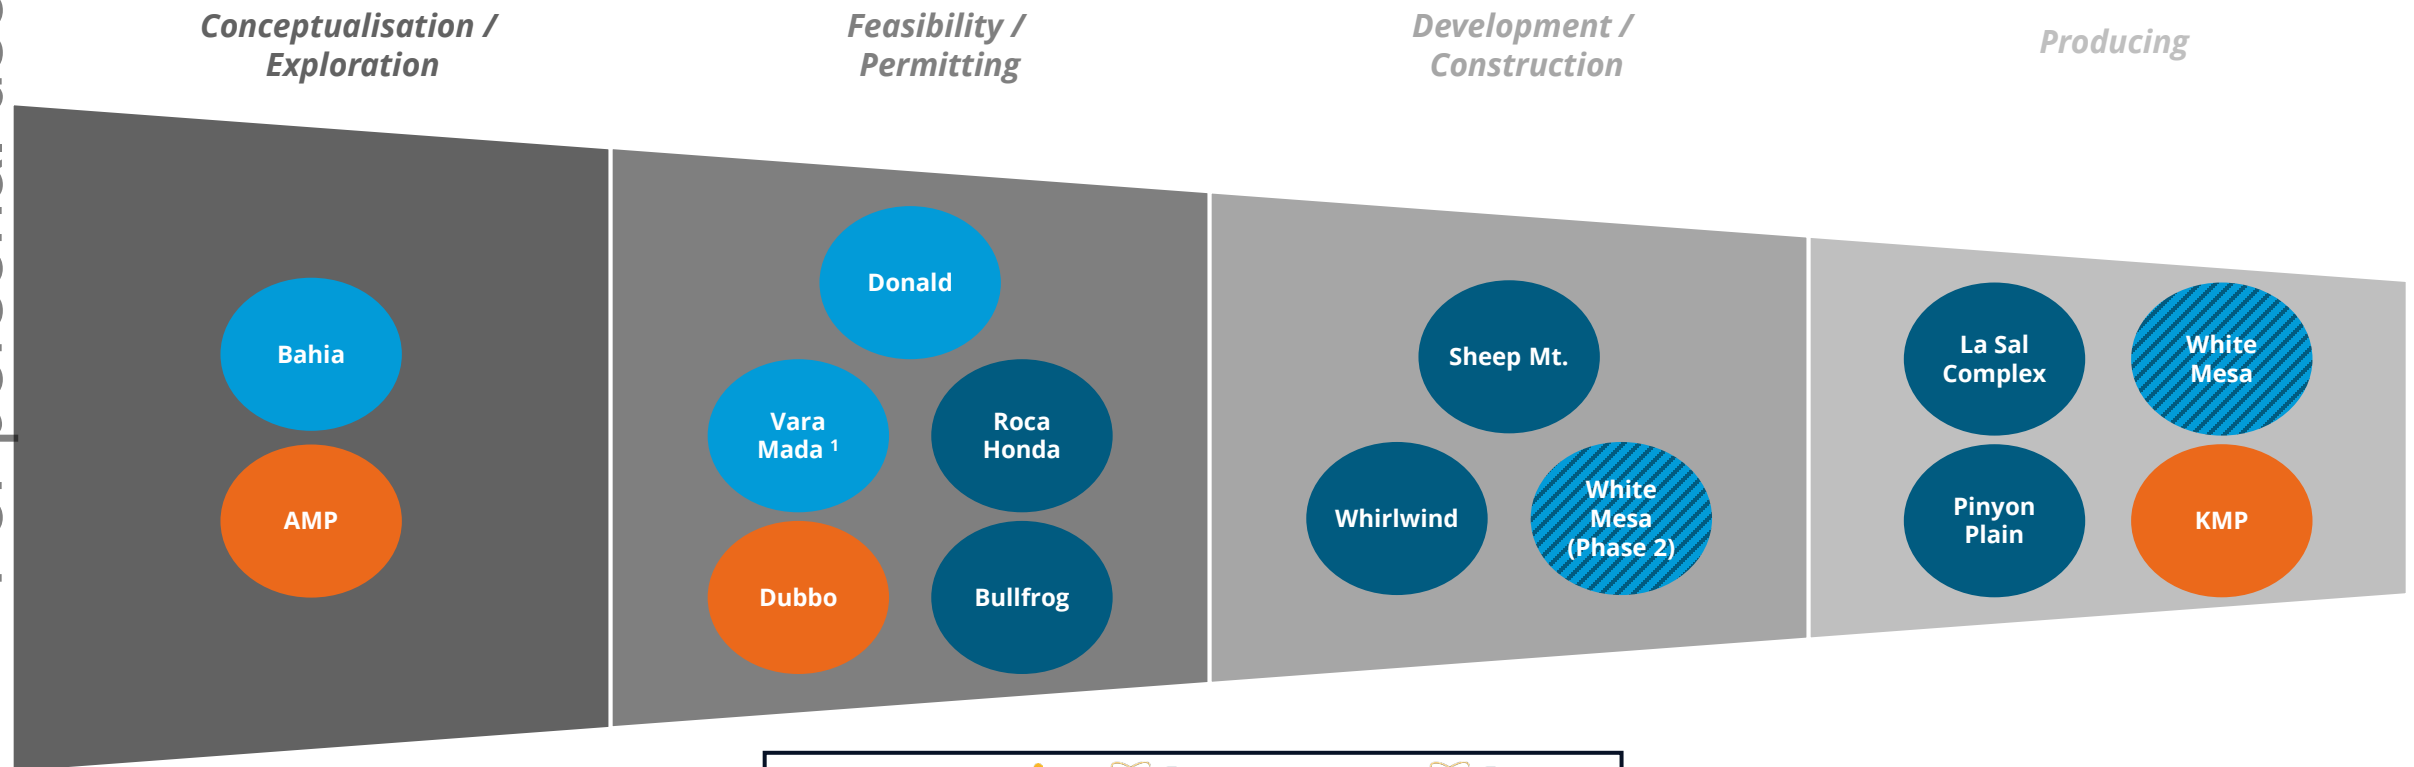 Conceptualisation /
Exploration
Feasibility /
Permitting
Development /
Construction
Producing
Bahia
AMP
Donald
Vara
Mada ¹
Roca
Honda
Dubbo
Bullfrog
Sheep Mt.
Whirlwind
White
Mesa
(Phase 2)
La Sal
Complex
White
Mesa
Pinyon
Plain
KMP